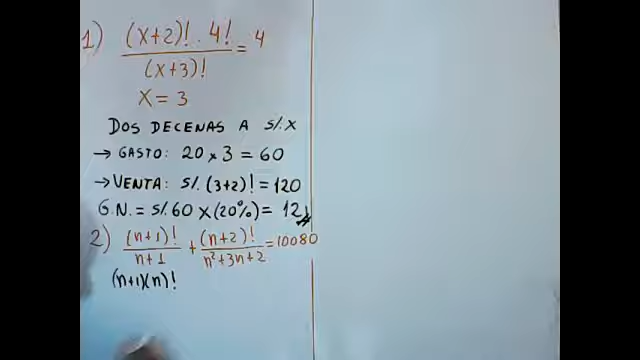 1) (x+2)! . 4! / (x+3)! = 4
X = 3
DOS DECENAS A S/. X
→ GASTO: 20 x 3 = 60
→ VENTA: S/. (3+2)! = 120
G.N. = S/. 60 X (20%) = 12
2) (n+1)! / n+1 + (n+2)! / n²+3n+2 = 10080
(n+1)(n)!